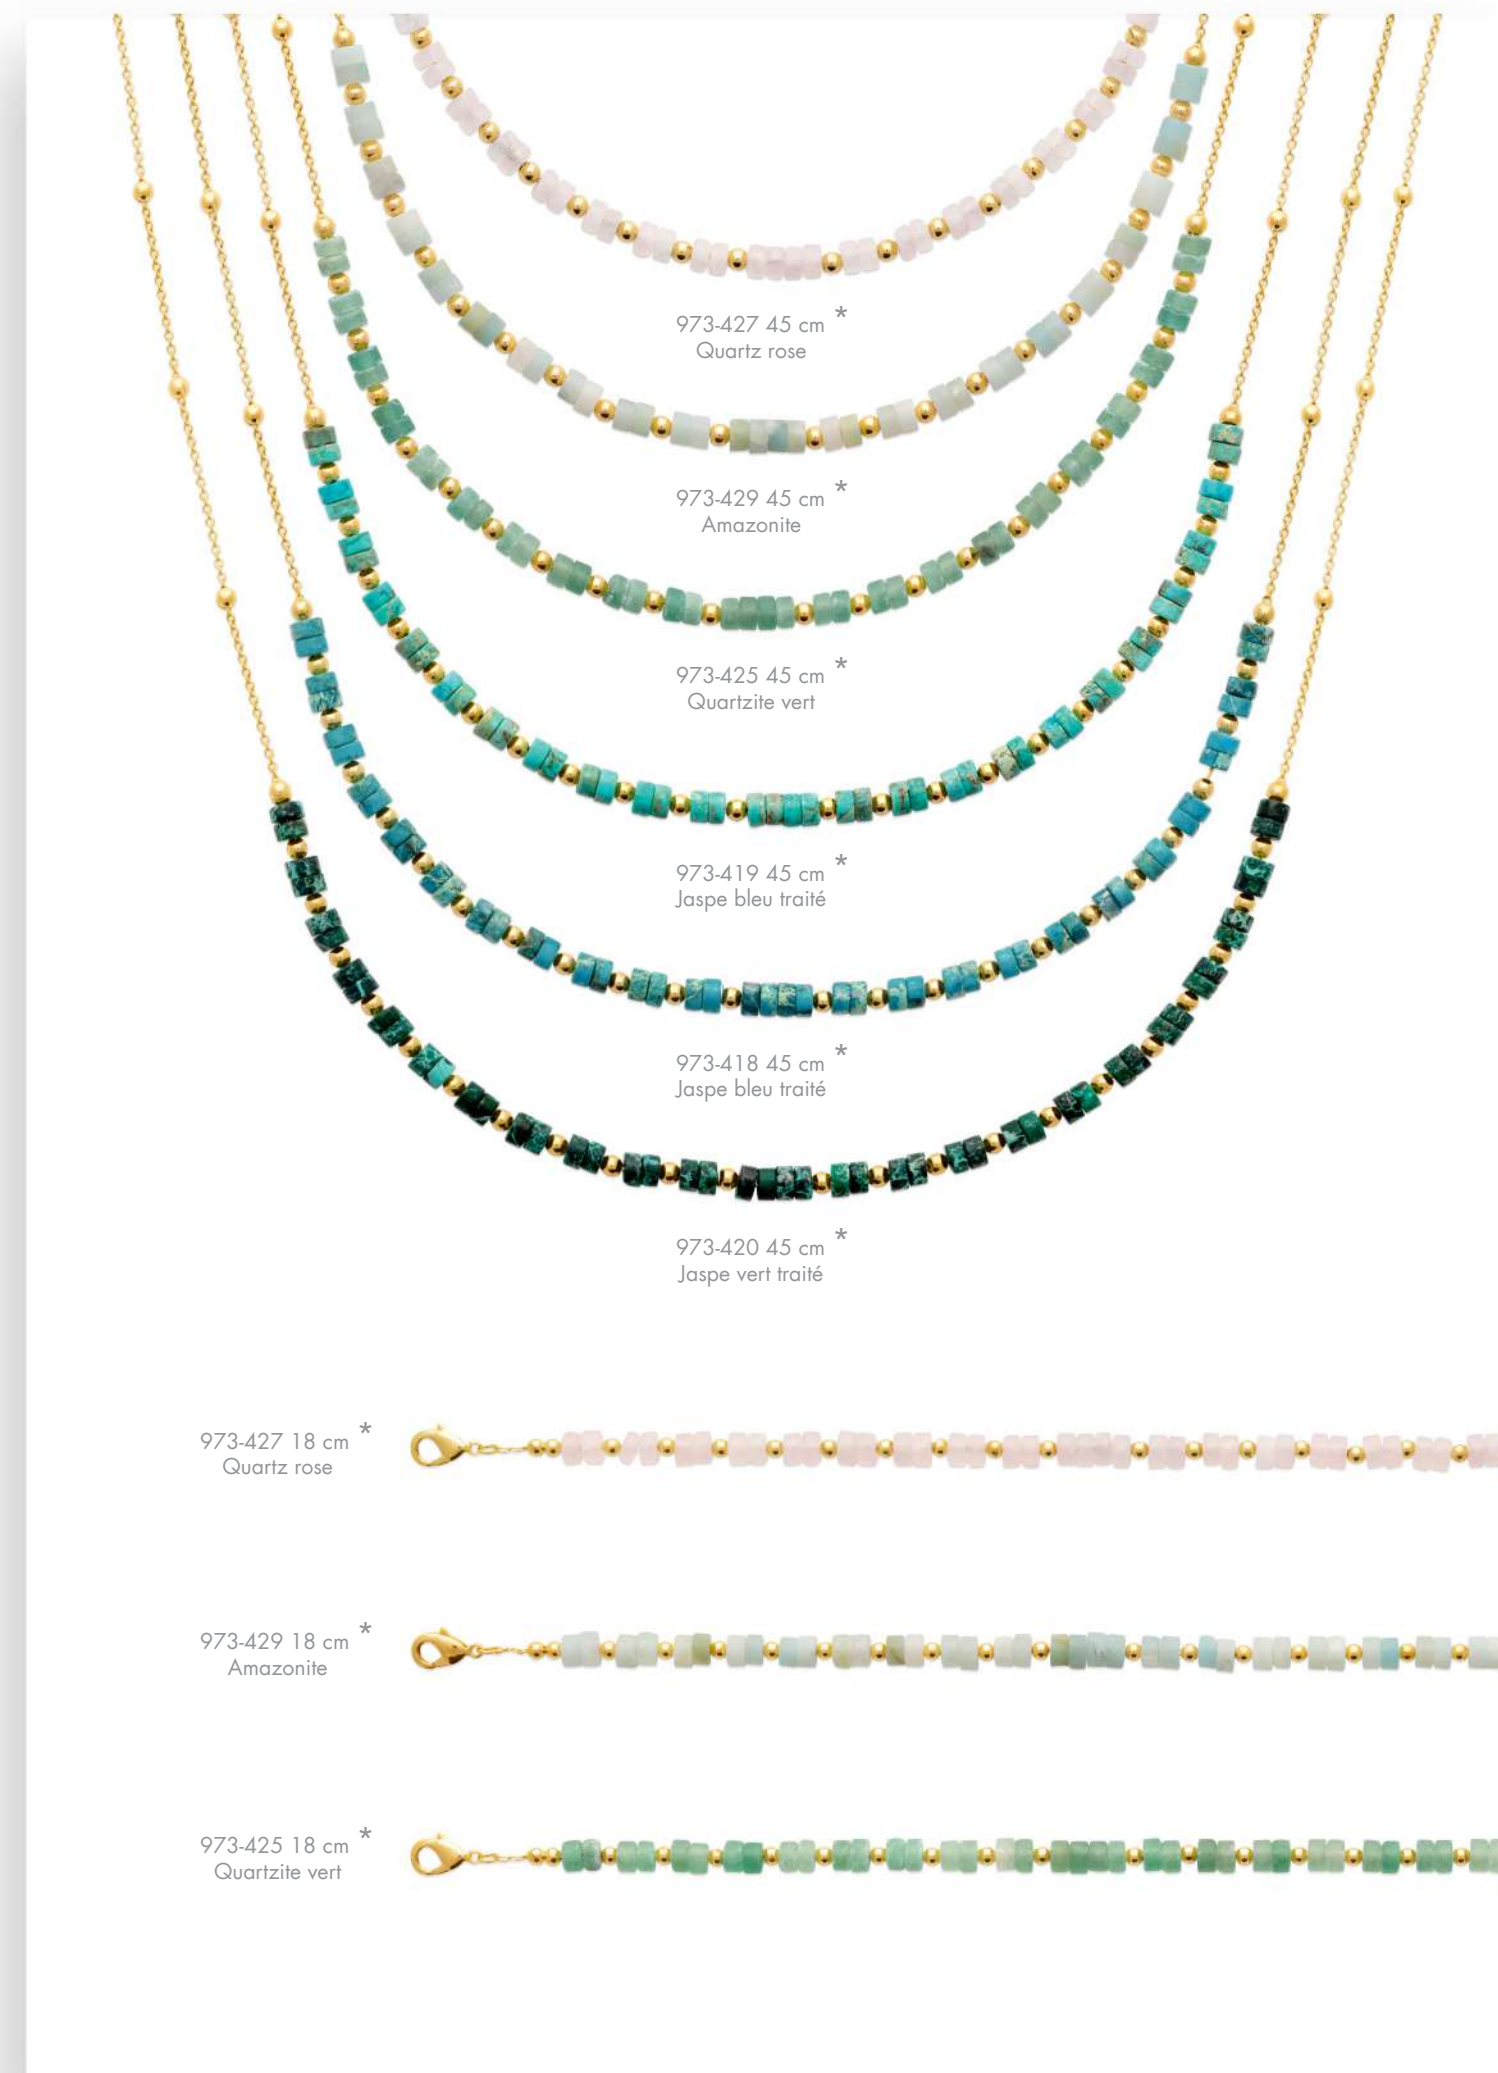 973-427 45 cm *
Quartz rose
973-429 45 cm *
Amazonite
973-425 45 cm *
Quartzite vert
973-419 45 cm *
Jaspe bleu traité
973-418 45 cm *
Jaspe bleu traité
973-420 45 cm *
Jaspe vert traité
973-427 18 cm *
Quartz rose
973-429 18 cm *
Amazonite
973-425 18 cm *
Quartzite vert